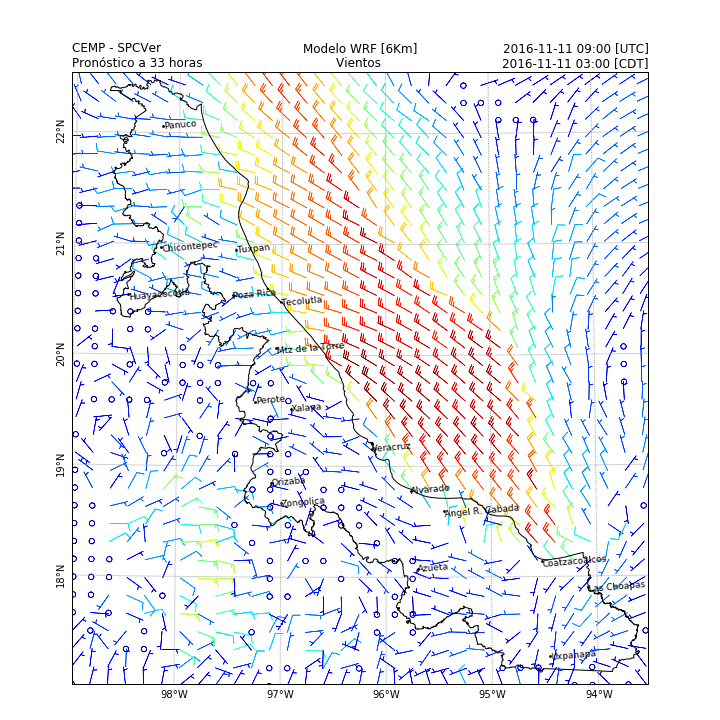 CEMP - SPCVer Modelo WRF [6Km] 2016-11-11 09:00 [UTC]
Pronóstico a 33 horas Vientos 2016-11-11 03:00 [CDT]
22°N
Panuco
21°N
Chicontepec
Tuxpan
Huayacocotla
Poza Rica
Tecolutla
20°N
Mtz de la Torre
Perote
Xalapa
19°N
Veracruz
Orizaba
Alvarado
Zongolica
Angel R. Cabada
18°N
Azueta
Coatzacoalcos
Las Choapas
Uxpanapa
98°W 97°W 96°W 95°W 94°W